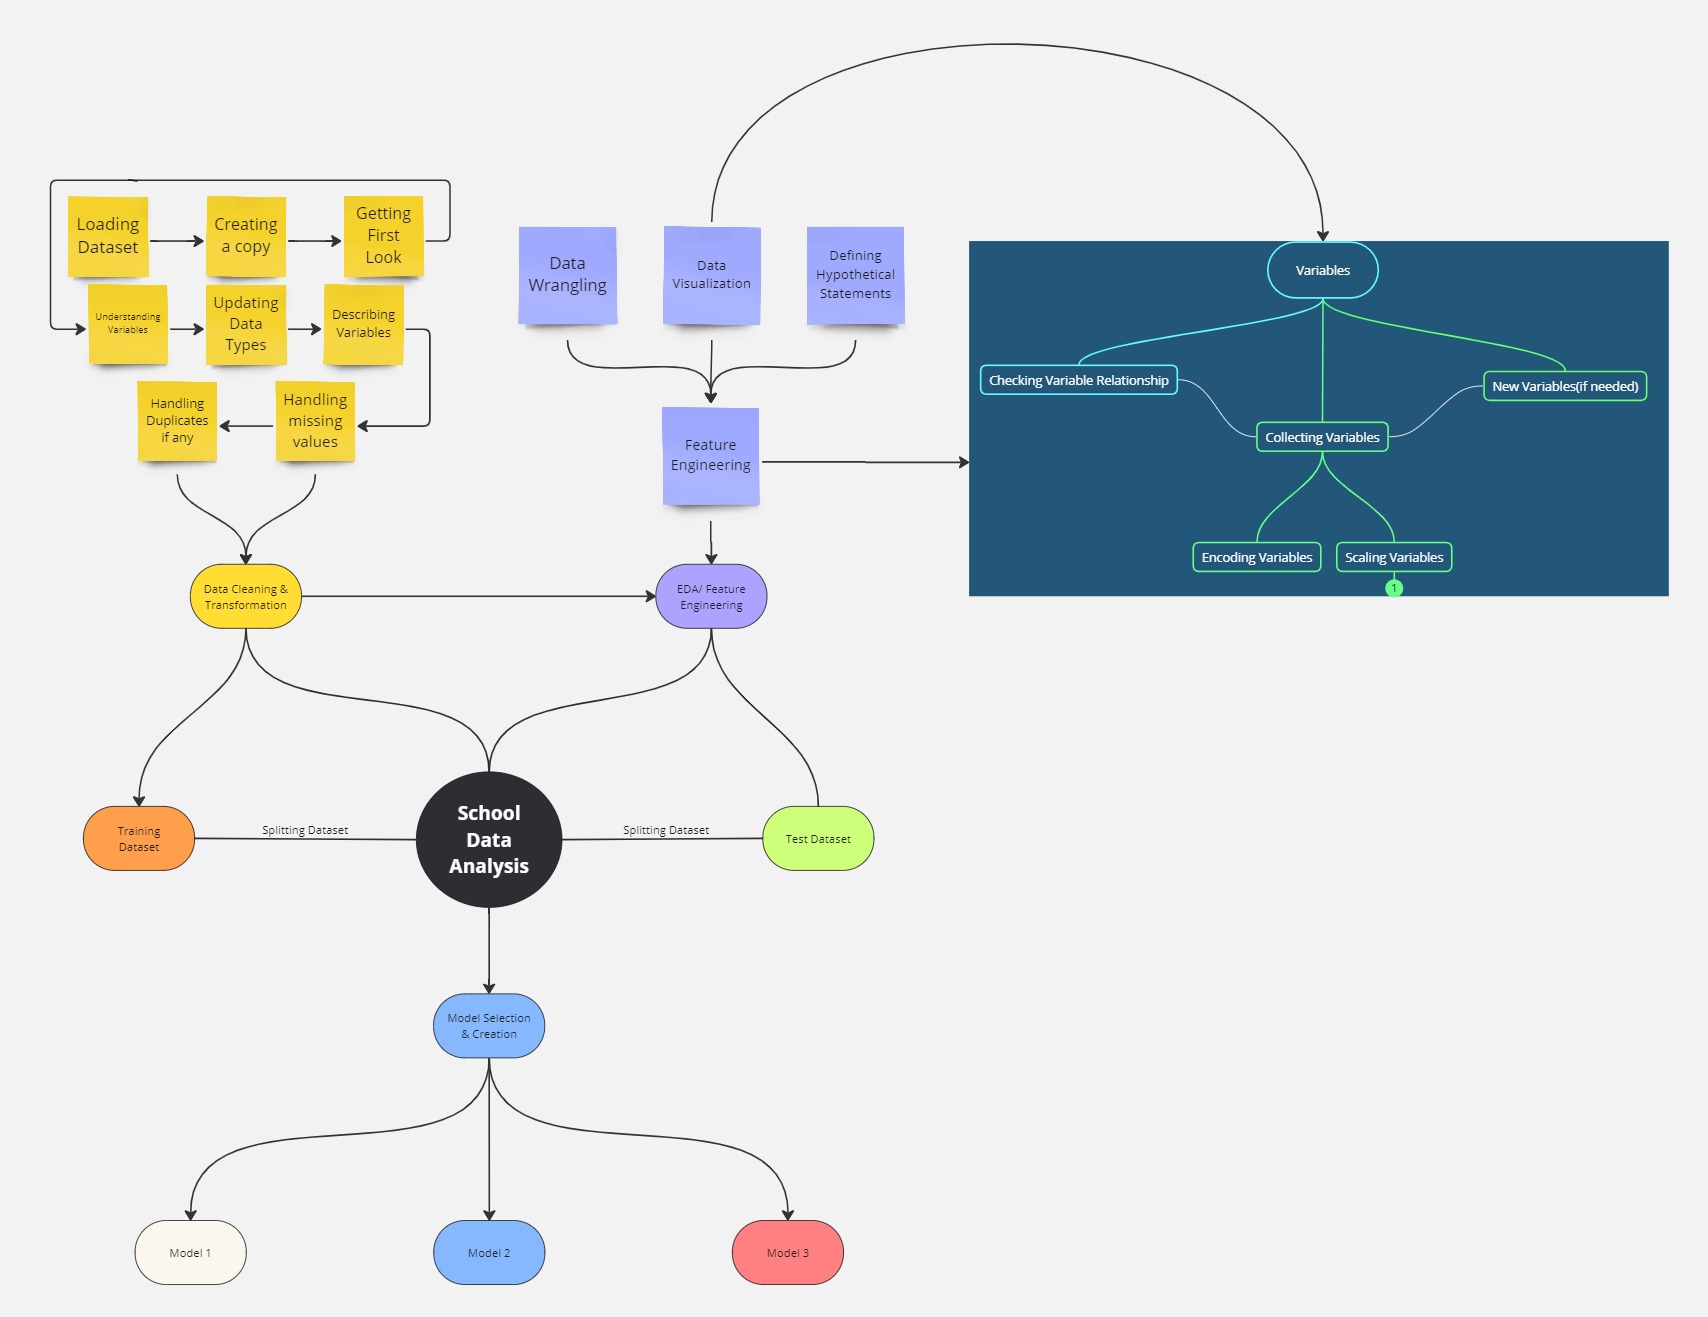 Loading
Dataset
Creating
a copy
Getting
First
Look
Understanding
Variables
Updating
Data
Types
Describing
Variables
Handling
Duplicates
if any
Handling
missing
values
Data
Wrangling
Data
Visualization
Defining
Hypothetical
Statements
Feature
Engineering
Variables
Checking Variable Relationship
New Variables(if needed)
Collecting Variables
Encoding Variables
Scaling Variables
1
Data Cleaning &
Transformation
EDA/ Feature
Engineering
Training
Dataset
Splitting Dataset
School
Data
Analysis
Splitting Dataset
Test Dataset
Model Selection
& Creation
Model 1
Model 2
Model 3